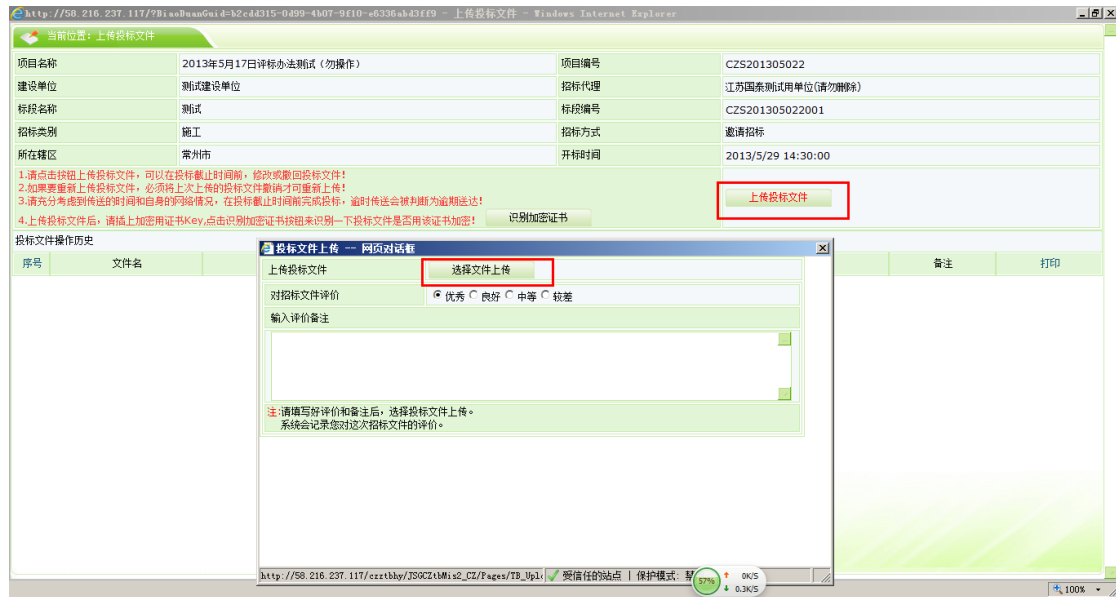 http://58.216.237.117/?BiaoDuanGuid=b2cdd315-0d99-4b07-9f10-e6336abd3ff9 - 上传投标文件 - Windows Internet Explorer
当前位置：上传投标文件
项目名称 2013年5月17日评标办法测试（勿操作） 项目编号 CZS201305022
建设单位 测试建设单位 招标代理 江苏国泰测试用单位(请勿删除)
标段名称 测试 标段编号 CZS201305022001
招标类别 施工 招标方式 邀请招标
所在辖区 常州市 开标时间 2013/5/29 14:30:00
1.请点击按钮上传投标文件，可以在投标截止时间前，修改或撤回投标文件！
2.如果要重新上传投标文件，必须将上次上传的投标文件撤销才可重新上传！
3.请充分考虑到传送的时间和自身的网络情况，在投标截止时间前完成投标，逾时传送会被判断为逾期送达！
4.上传投标文件后，请插上加密用证书Key,点击识别加密证书按钮来识别一下投标文件是否用该证书加密！ 识别加密证书
上传投标文件
投标文件操作历史
序号 文件名 备注 打印
投标文件上传 -- 网页对话框
上传投标文件 选择文件上传
对招标文件评价 优秀 良好 中等 较差
输入评价备注
注:请填写好评价和备注后，选择投标文件上传。
系统会记录您对这次招标文件的评价。
http://58.216.237.117/czztbhy/JSGCZtbMis2_CZ/Pages/TB_Upl 受信任的站点 | 保护模式: 禁
57% 0K/S
0.3K/S
100%